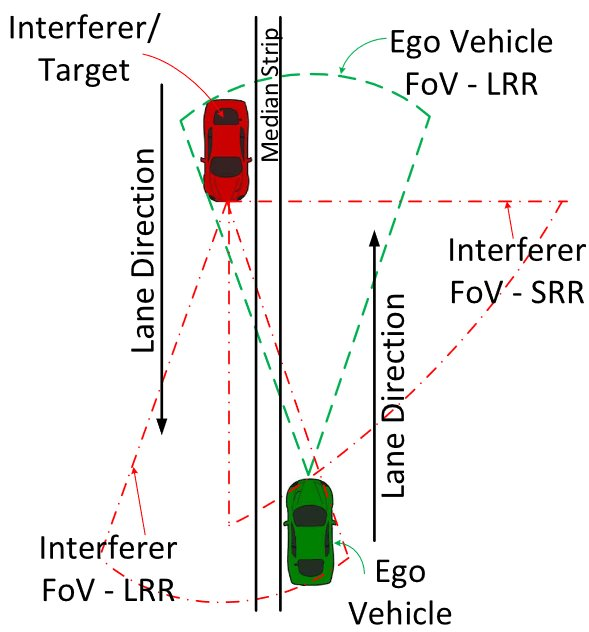 Interferer/
Target
Median Strip
Ego Vehicle
FoV - LRR
Lane Direction
Interferer
FoV - SRR
Lane Direction
Interferer
FoV - LRR
Ego
Vehicle